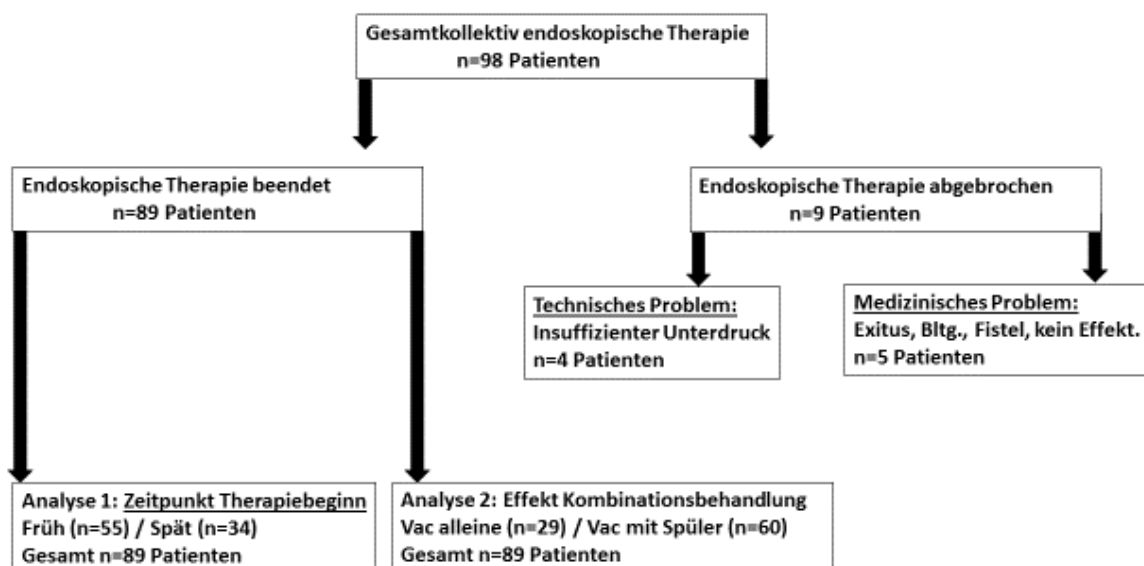 Gesamtkollektiv endoskopische Therapie
n=98 Patienten
Endoskopische Therapie beendet
n=89 Patienten
Endoskopische Therapie abgebrochen
n=9 Patienten
Technisches Problem:
Insuffizienter Unterdruck
n=4 Patienten
Medizinisches Problem:
Exitus, Bltg., Fistel, kein Effekt.
n=5 Patienten
Analyse 1: Zeitpunkt Therapiebeginn
Früh (n=55) / Spät (n=34)
Gesamt n=89 Patienten
Analyse 2: Effekt Kombinationsbehandlung
Vac alleine (n=29) / Vac mit Spüler (n=60)
Gesamt n=89 Patienten